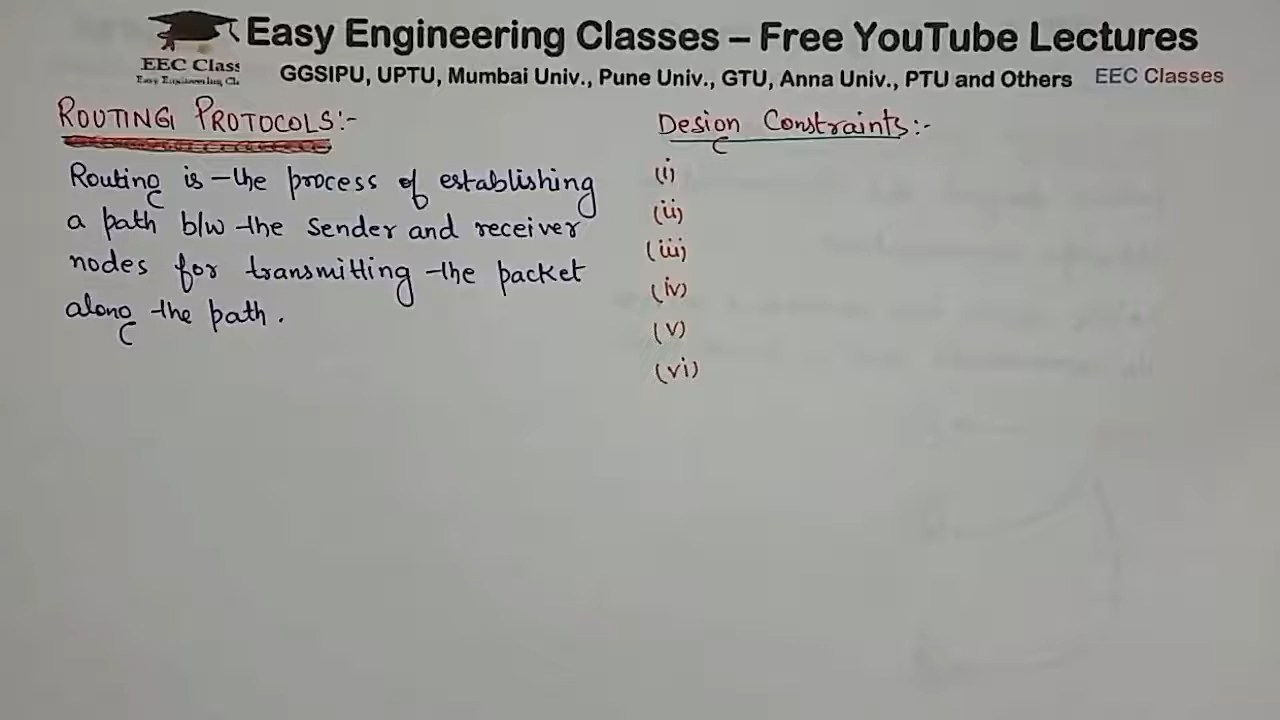 Easy Engineering Classes – Free YouTube Lectures
EEC Class
Easy Engineering Cla
GGSIPU, UPTU, Mumbai Univ., Pune Univ., GTU, Anna Univ., PTU and Others
EEC Classes
ROUTING PROTOCOLS:-
Routing is the process of establishing
a path b/w the sender and receiver
nodes for transmitting the packet
along the path.
Design Constraints:-
(i)
(ii)
(iii)
(iv)
(v)
(vi)